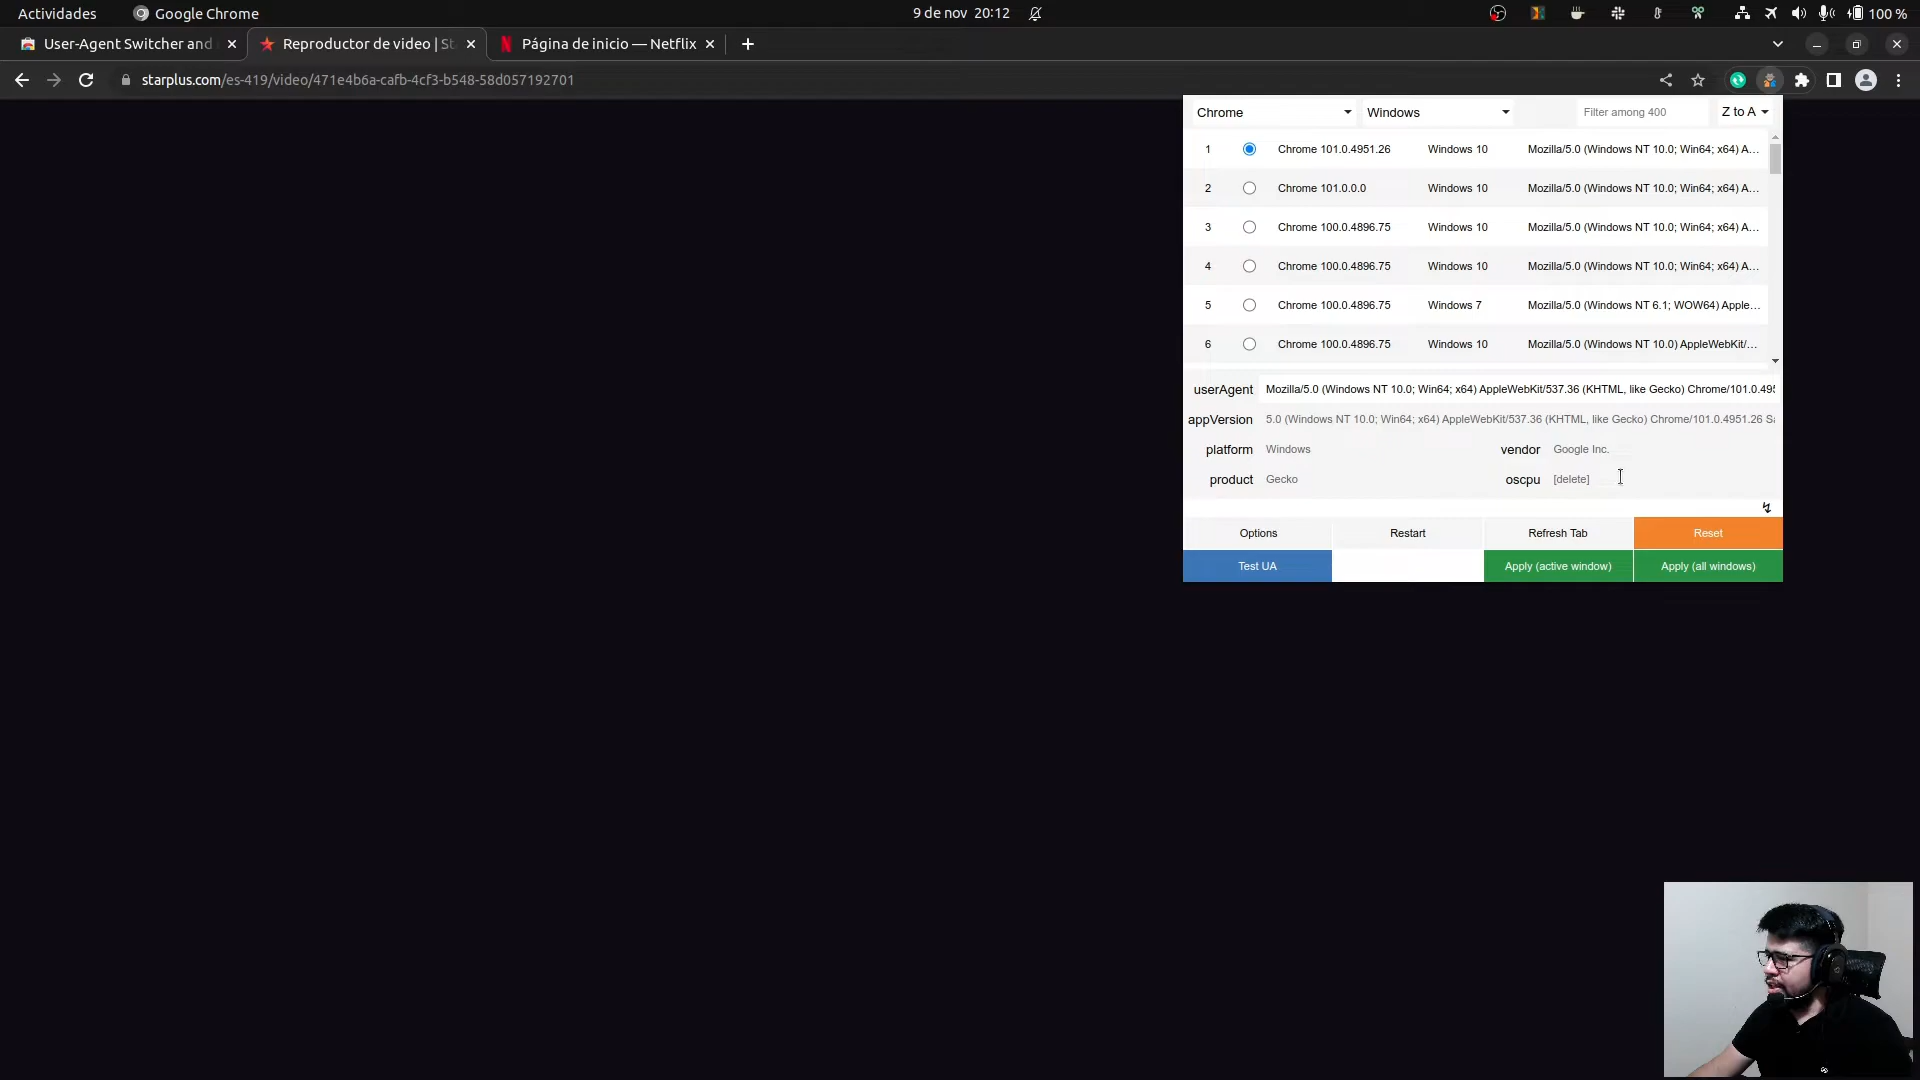 Actividades Google Chrome 9 de nov 20:12 100 %
User-Agent Switcher and Reproductor de video | St Página de inicio — Netflix
starplus.com/es-419/video/471e4b6a-cafb-4cf3-b548-58d057192701
Chrome Windows Filter among 400 Z to A
1 Chrome 101.0.4951.26 Windows 10 Mozilla/5.0 (Windows NT 10.0; Win64; x64) A...
2 Chrome 101.0.0.0 Windows 10 Mozilla/5.0 (Windows NT 10.0; Win64; x64) A...
3 Chrome 100.0.4896.75 Windows 10 Mozilla/5.0 (Windows NT 10.0; Win64; x64) A...
4 Chrome 100.0.4896.75 Windows 10 Mozilla/5.0 (Windows NT 10.0; Win64; x64) A...
5 Chrome 100.0.4896.75 Windows 7 Mozilla/5.0 (Windows NT 6.1; WOW64) Apple...
6 Chrome 100.0.4896.75 Windows 10 Mozilla/5.0 (Windows NT 10.0) AppleWebKit/...
userAgent Mozilla/5.0 (Windows NT 10.0; Win64; x64) AppleWebKit/537.36 (KHTML, like Gecko) Chrome/101.0.495
appVersion 5.0 (Windows NT 10.0; Win64; x64) AppleWebKit/537.36 (KHTML, like Gecko) Chrome/101.0.4951.26 Sa
platform Windows vendor Google Inc.
product Gecko oscpu [delete]
Options Restart Refresh Tab Reset
Test UA Apply (active window) Apply (all windows)